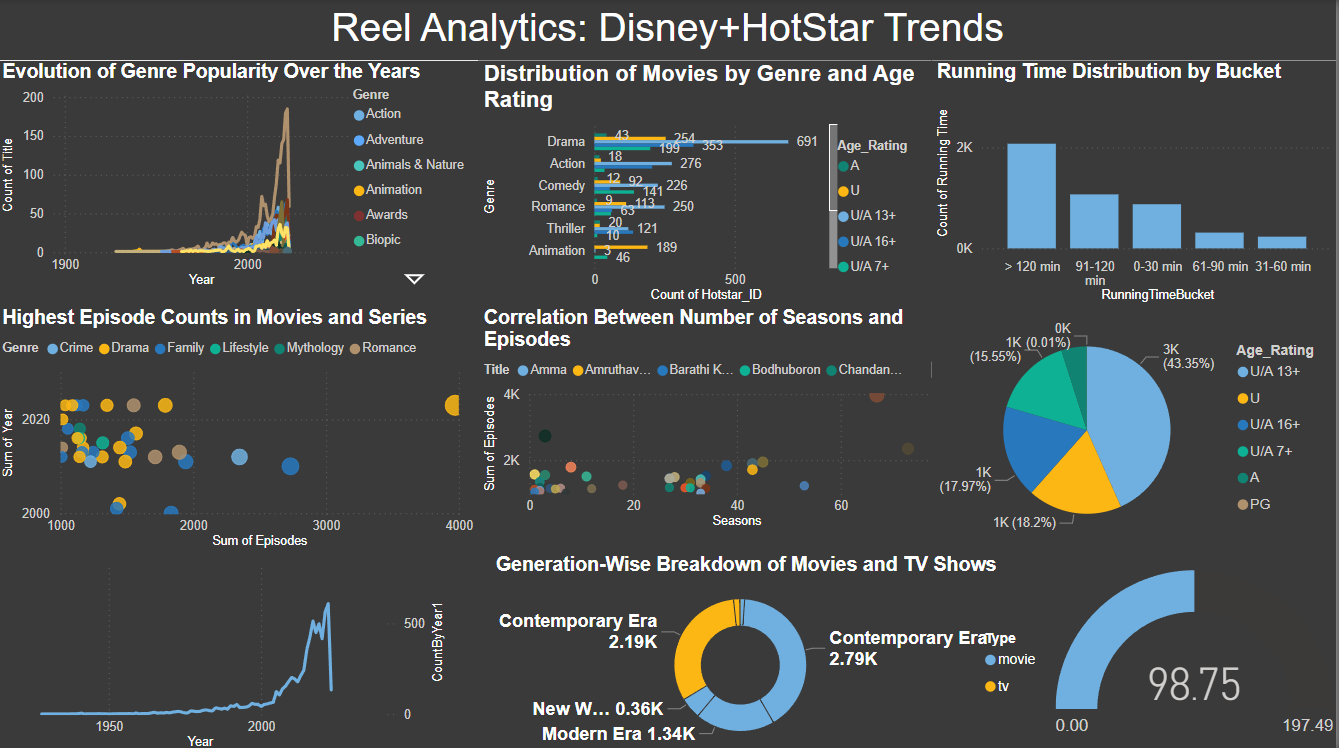 Reel Analytics: Disney+HotStar Trends
Evolution of Genre Popularity Over the Years
Genre
Action
Adventure
Animals & Nature
Animation
Awards
Biopic
Count of Title
200
150
100
50
0
1900
2000
Year
Distribution of Movies by Genre and Age
Rating
Genre
Drama
Action
Comedy
Romance
Thriller
Animation
43
254
691
353
199
18
276
12
92
226
141
9
113
250
63
20
121
10
189
3
46
0
500
Count of Hotstar_ID
Age_Rating
A
U
U/A 13+
U/A 16+
U/A 7+
Running Time Distribution by Bucket
Count of Running Time
2K
0K
> 120 min
91-120
min
0-30 min
61-90 min
31-60 min
RunningTimeBucket
Highest Episode Counts in Movies and Series
Genre
Crime
Drama
Family
Lifestyle
Mythology
Romance
Sum of Year
2020
2000
1000
2000
3000
4000
Sum of Episodes
Correlation Between Number of Seasons and
Episodes
Title
Amma
Amruthav...
Barathi K...
Bodhuboron
Chandan...
Sum of Episodes
4K
2K
0
20
40
60
Seasons
0K
1K (0.01%)
(15.55%)
3K
(43.35%)
1K
(17.97%)
1K (18.2%)
Age_Rating
U/A 13+
U
U/A 16+
U/A 7+
A
PG
CountByYear1
500
0
1950
2000
Year
Generation-Wise Breakdown of Movies and TV Shows
Contemporary Era
2.19K
Contemporary Era
2.79K
New W... 0.36K
Modern Era 1.34K
Type
movie
tv
98.75
0.00
197.49